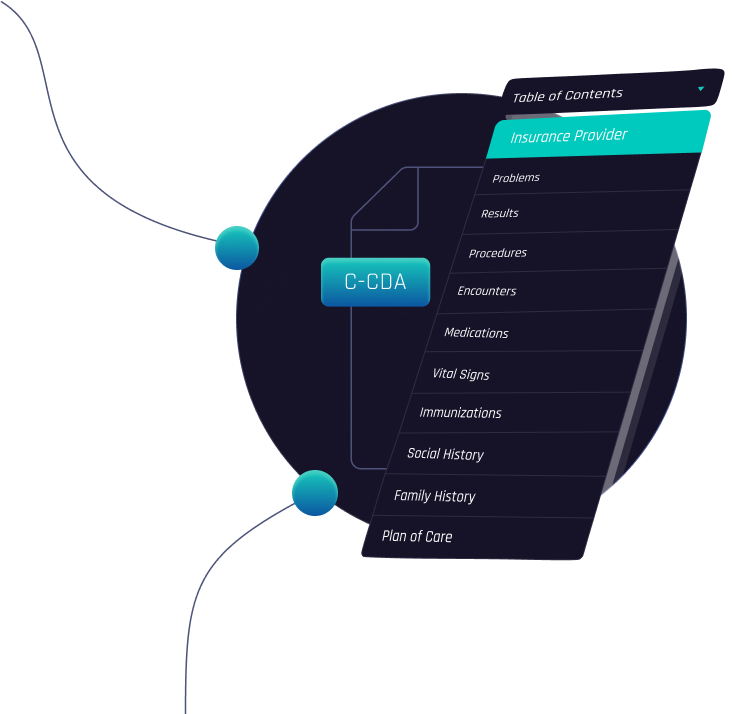 Table of Contents
Insurance Provider
Problems
Results
Procedures
C-CDA
Encounters
Medications
Vital Signs
Immunizations
Social History
Family History
Plan of Care